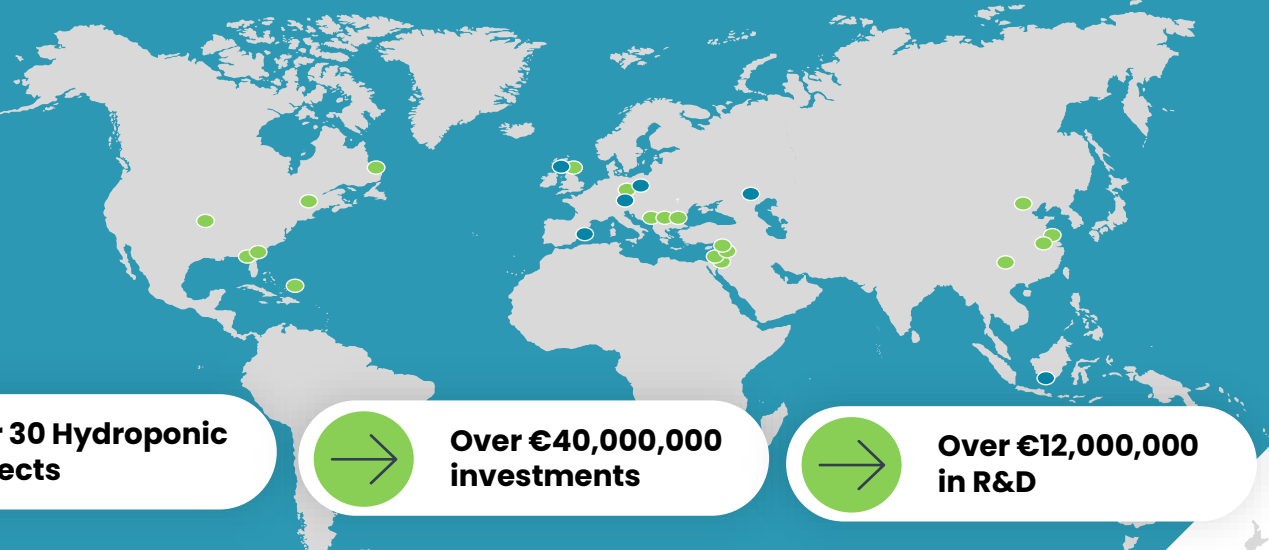 30 Hydroponic
ects
Over €40,000,000
investments
Over €12,000,000
in R&D